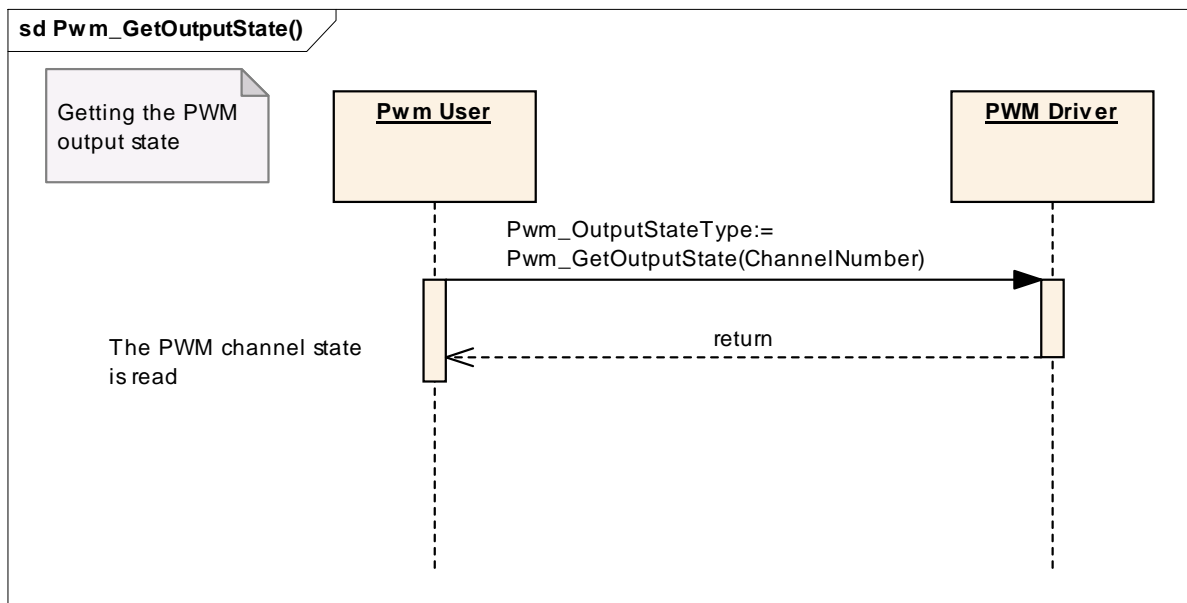 sd Pwm_GetOutputState()
Getting the PWM
output state
Pwm User
PWM Driver
Pwm_OutputStateType:=
Pwm_GetOutputState(ChannelNumber)
return
The PWM channel state
is read